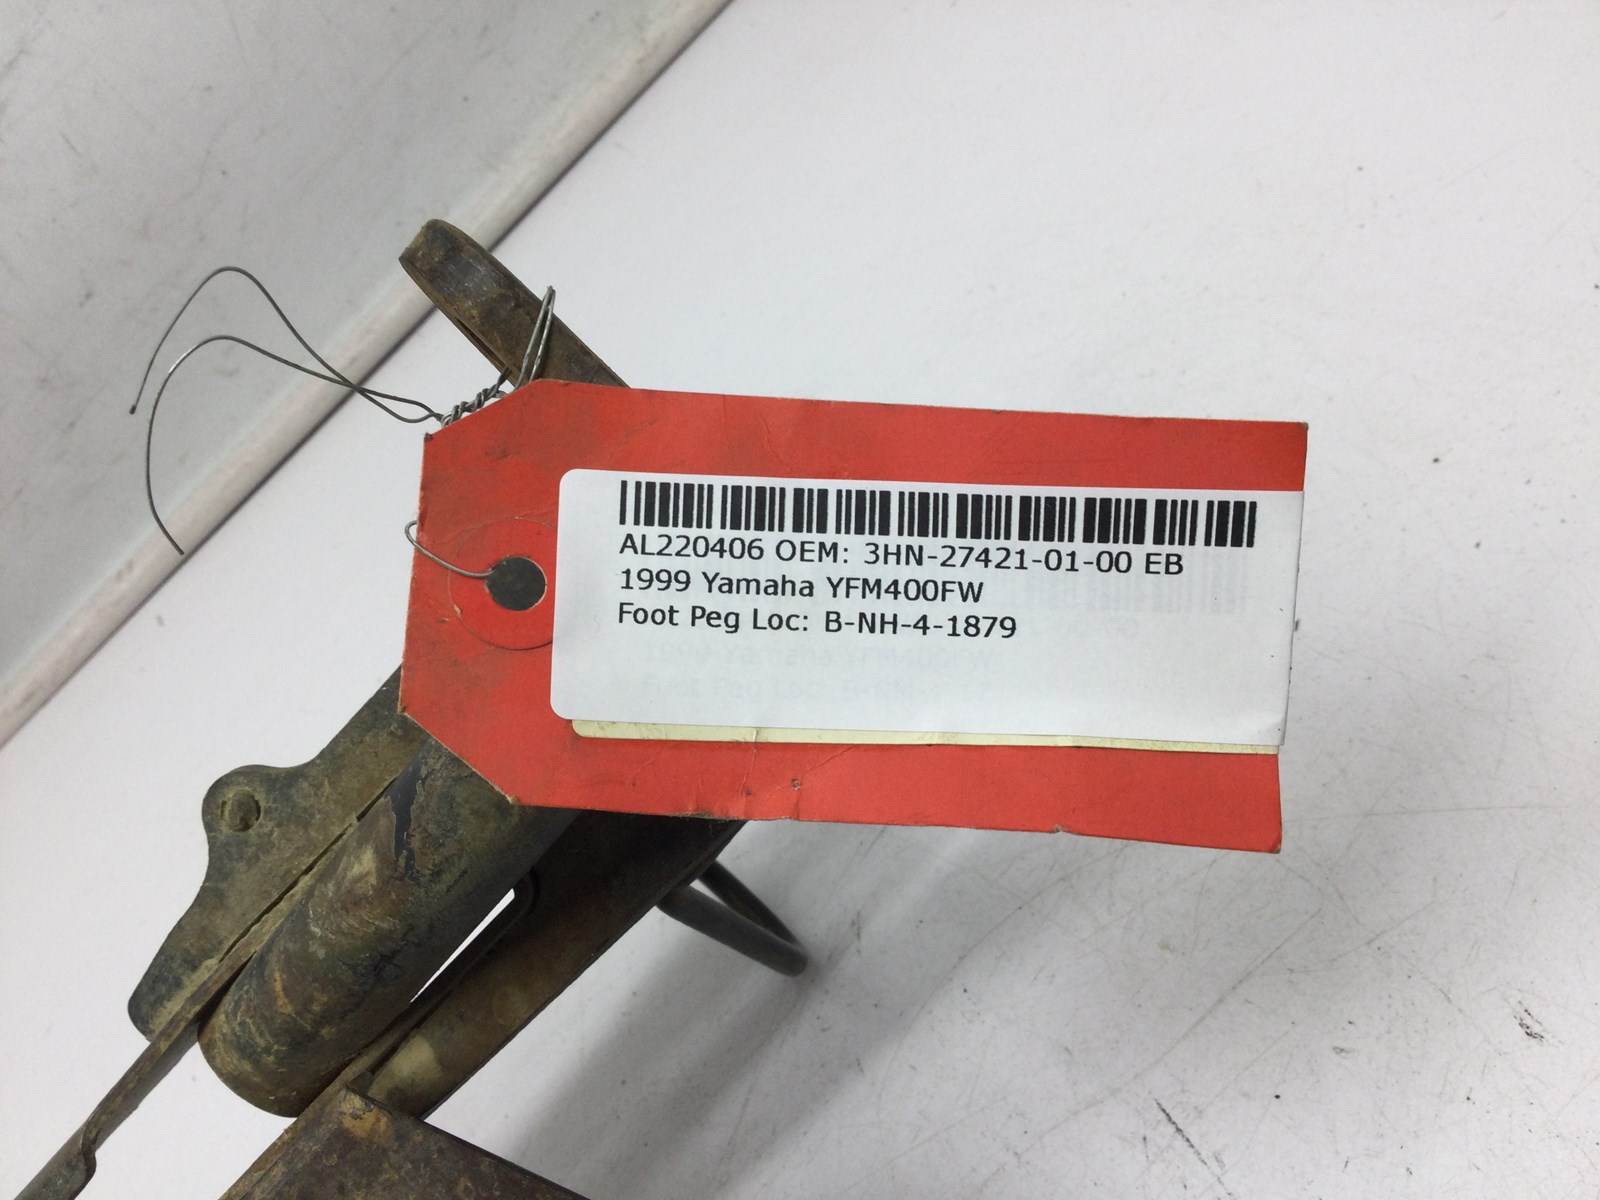 AL220406 OEM: 3HN-27421-01-00 EB
1999 Yamaha YFM400FW
Foot Peg Loc: B-NH-4-1879